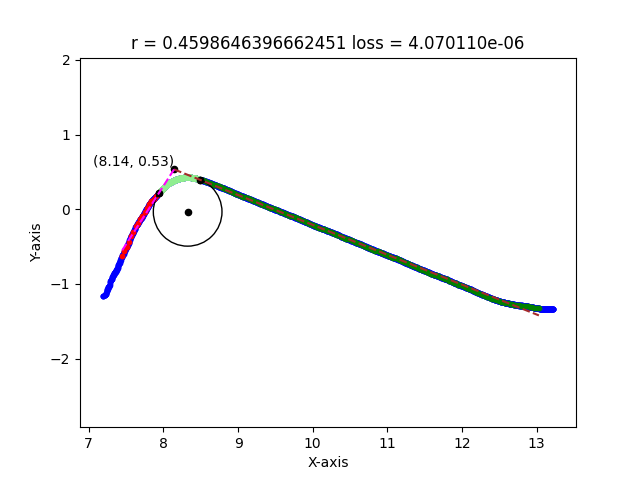 r = 0.4598646396662451 loss = 4.070110e-06
2
1
0
−1
−2
Y-axis
(8.14, 0.53)
7 8 9 10 11 12 13
X-axis